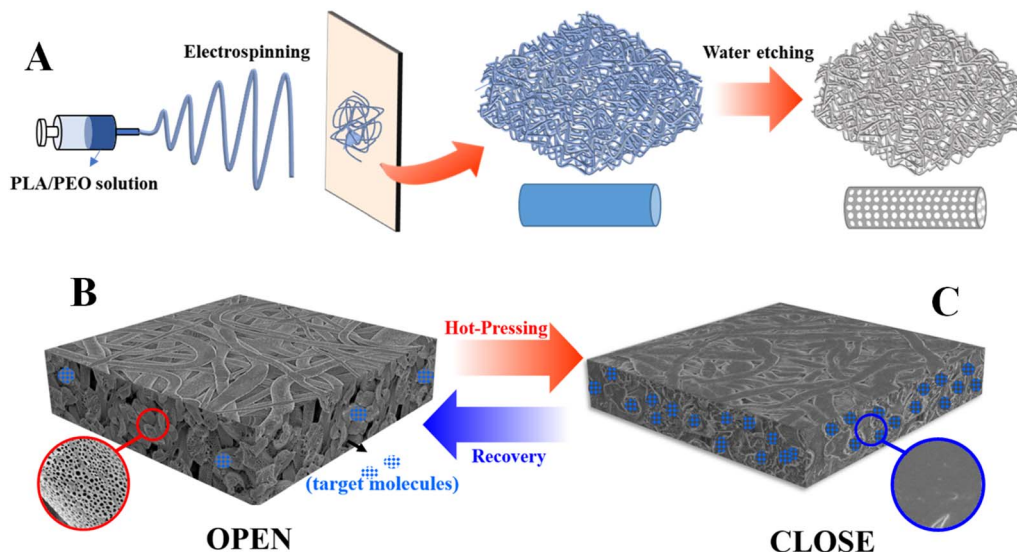 A
Electrospinning
Water etching
PLA/PEO solution
B
C
Hot-Pressing
Recovery
(target molecules)
OPEN
CLOSE